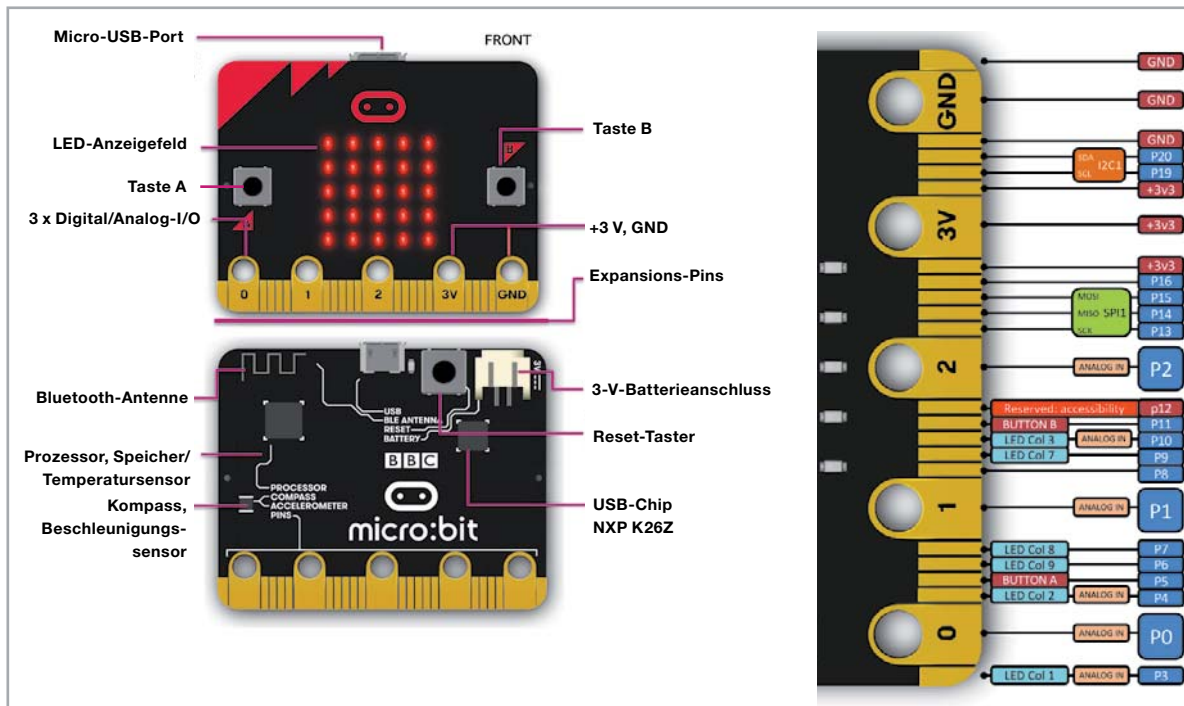 Micro-USB-Port
FRONT
LED-Anzeigefeld
Taste B
B
Taste A
3 x Digital/Analog-I/O
+3 V, GND
0 1 2 3V GND
Expansions-Pins
Bluetooth-Antenne
3V
3-V-Batterieanschluss
USB
BLE ANTENNA
RESET
BATTERY
Reset-Taster
BBC
Prozessor, Speicher/
Temperatursensor
PROCESSOR
COMPASS
ACCELEROMETER
PINS
Kompass,
Beschleunigungs-
sensor
micro:bit
USB-Chip
NXP K26Z
GND
GND
GND
GND
SDA I2C1 P20
SCL P19
+3v3
3V
+3v3
+3v3
P16
MOSI P15
MISO SPI1 P14
SCK P13
2 ANALOG IN P2
Reserved: accessibility p12
BUTTON B P11
LED Col 3 ANALOG IN P10
LED Col 7 P9
P8
1 ANALOG IN P1
LED Col 8 P7
LED Col 9 P6
BUTTON A P5
LED Col 2 ANALOG IN P4
0 ANALOG IN P0
LED Col 1 ANALOG IN P3